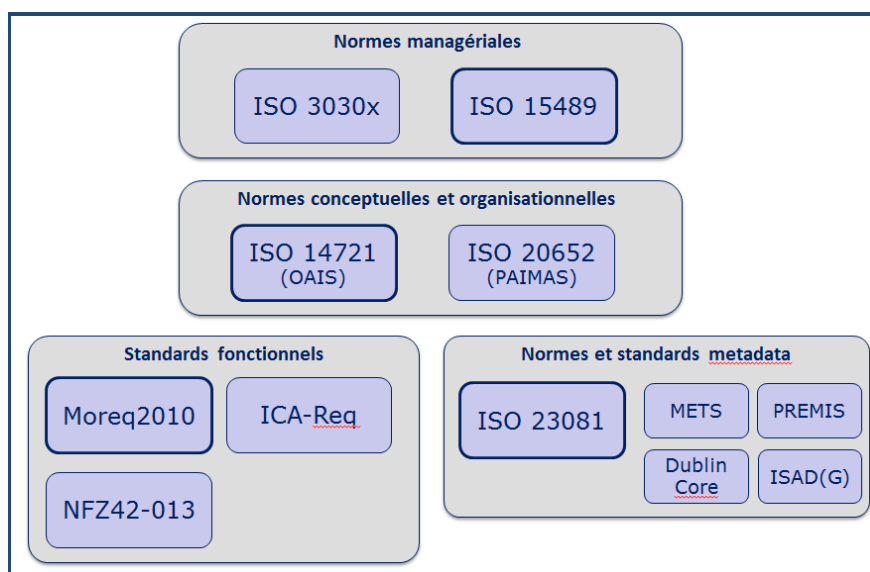 Normes managériales
ISO 3030x
ISO 15489
Normes conceptuelles et organisationnelles
ISO 14721
(OAIS)
ISO 20652
(PAIMAS)
Standards fonctionnels
Moreq2010
ICA-Req
NFZ42-013
Normes et standards metadata
ISO 23081
METS
PREMIS
Dublin
Core
ISAD(G)